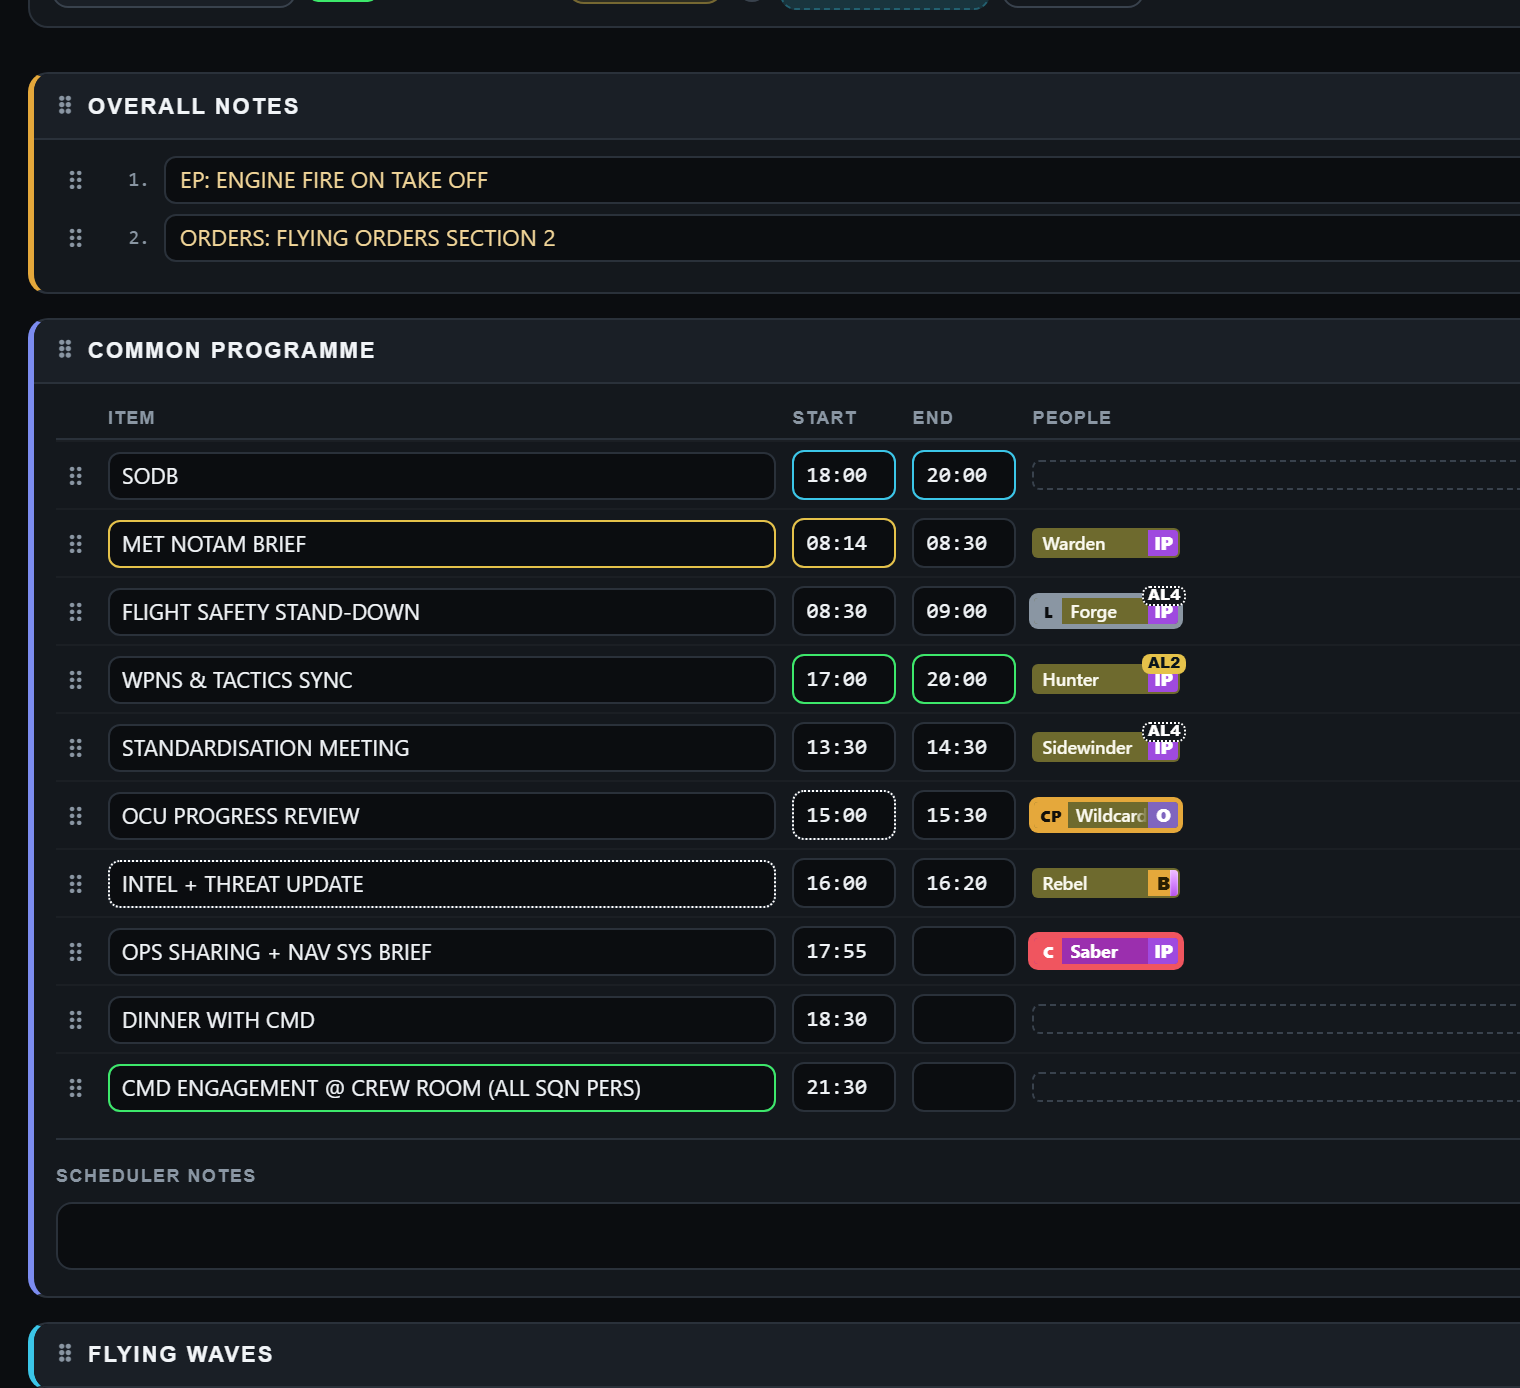 OVERALL NOTES
1. EP: ENGINE FIRE ON TAKE OFF
2. ORDERS: FLYING ORDERS SECTION 2
COMMON PROGRAMME
ITEM START END PEOPLE
SODB 18:00 20:00
MET NOTAM BRIEF 08:14 08:30 Warden IP
FLIGHT SAFETY STAND-DOWN 08:30 09:00 L Forge IP AL4
WPNS & TACTICS SYNC 17:00 20:00 Hunter IP AL2
STANDARDISATION MEETING 13:30 14:30 Sidewinder IP AL4
OCU PROGRESS REVIEW 15:00 15:30 CP Wildcard O
INTEL + THREAT UPDATE 16:00 16:20 Rebel B
OPS SHARING + NAV SYS BRIEF 17:55 C Saber IP
DINNER WITH CMD 18:30
CMD ENGAGEMENT @ CREW ROOM (ALL SQN PERS) 21:30
SCHEDULER NOTES
FLYING WAVES